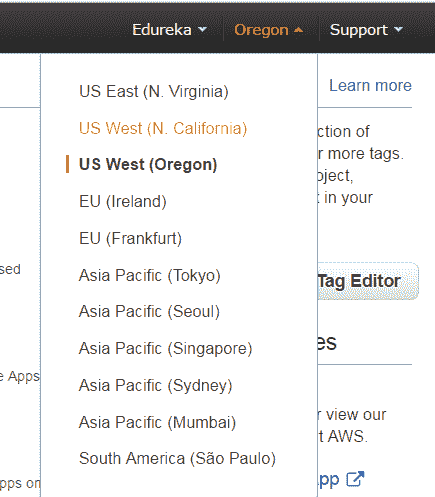 Edureka Oregon Support
US East (N. Virginia)
Learn more
US West (N. California)
ction of
US West (Oregon)
more tags.
oject,
EU (Ireland)
in your
EU (Frankfurt)
sed
Asia Pacific (Tokyo)
Tag Editor
Asia Pacific (Seoul)
Asia Pacific (Singapore)
es
e Apps
Asia Pacific (Sydney)
Asia Pacific (Mumbai)
r view our
t AWS.
South America (São Paulo)
pps on
pp